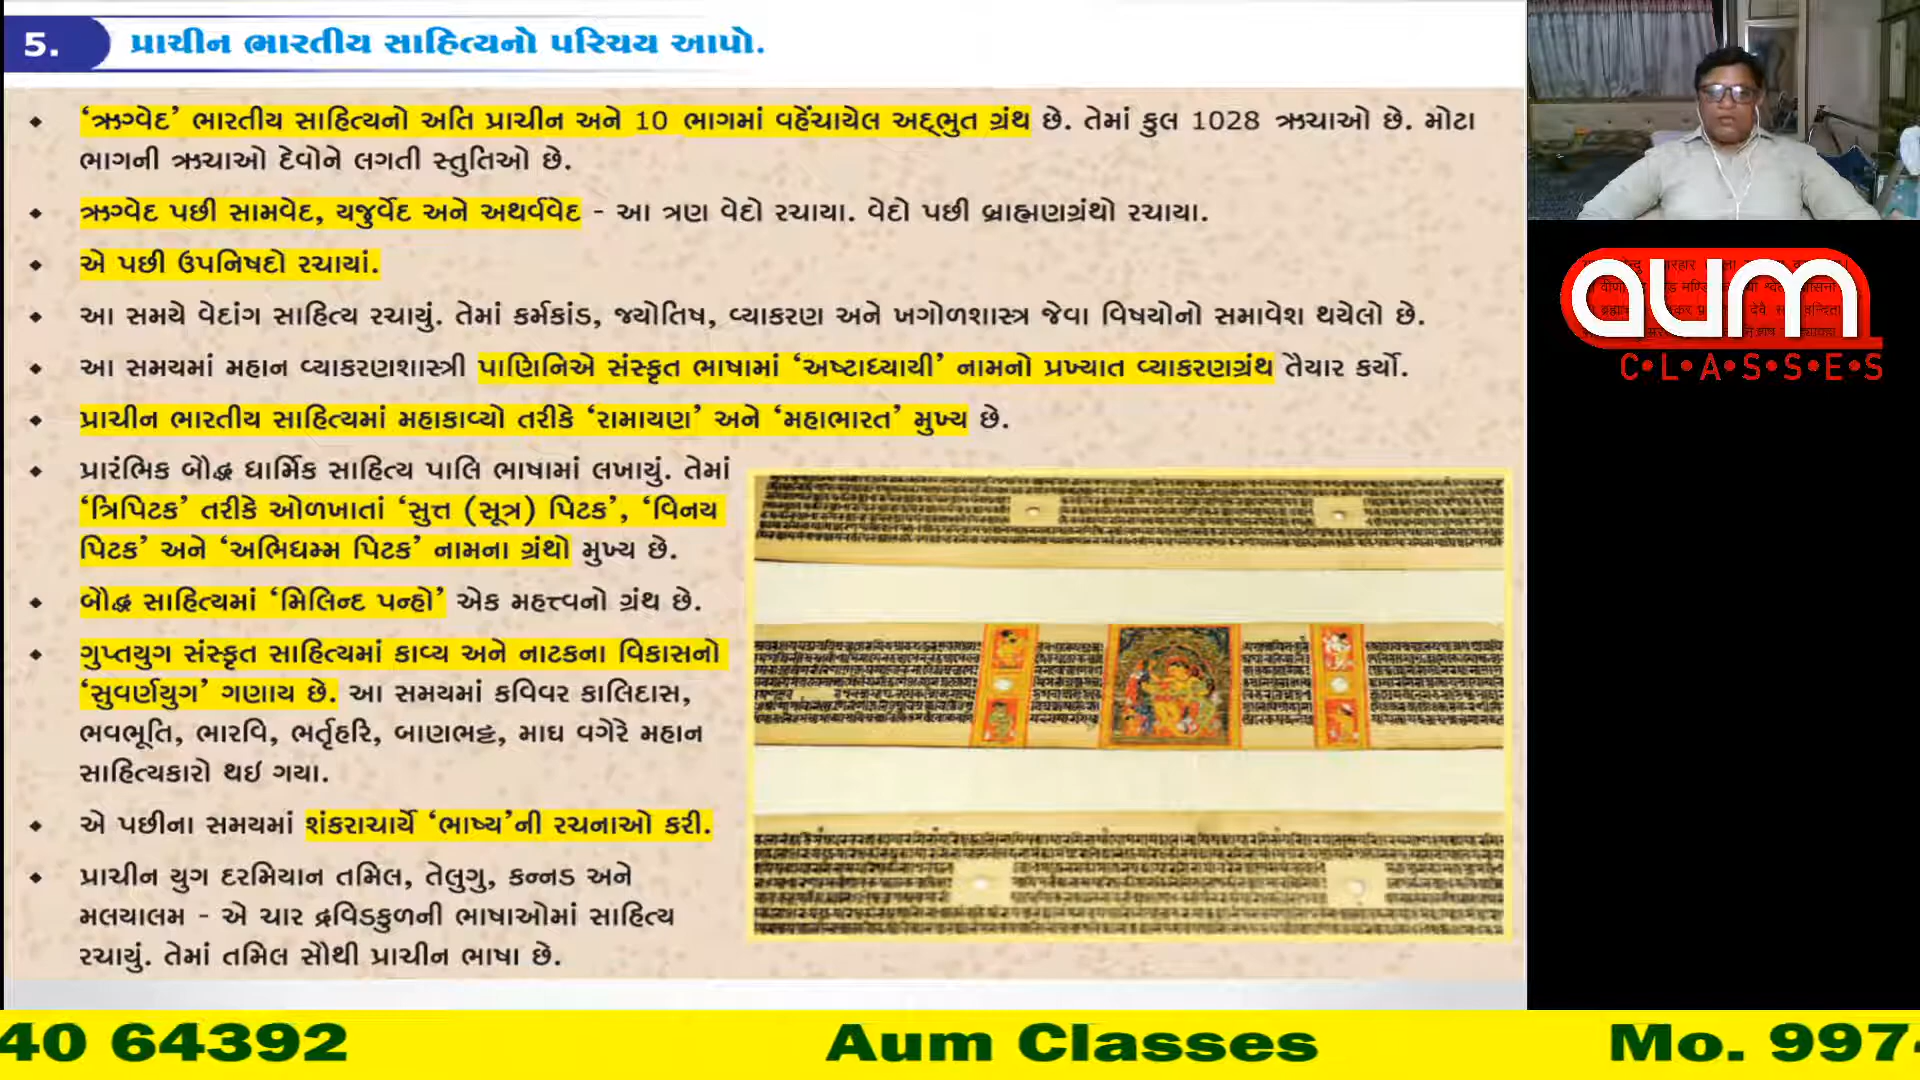 5.
પ્રાચીન ભારતીય સાહિત્યનો પરિચય આપો.
‘ઋગ્વેદ’ ભારતીય સાહિત્યનો અતિ પ્રાચીન અને 10 ભાગમાં વહેંચાયેલ અદ્ભુત ગ્રંથ છે. તેમાં કુલ 1028 ઋચાઓ છે. મોટા
ભાગની ઋચાઓ દેવોને લગતી સ્તુતિઓ છે.
ઋગ્વેદ પછી સામવેદ, યજુર્વેદ અને અથર્વવેદ - આ ત્રણ વેદો રચાયા. વેદો પછી બ્રાહ્મણગ્રંથો રચાયા.
એ પછી ઉપનિષદો રચાયાં.
આ સમયે વેદાંગ સાહિત્ય રચાયું. તેમાં કર્મકાંડ, જ્યોતિષ, વ્યાકરણ અને ખગોળશાસ્ત્ર જેવા વિષયોનો સમાવેશ થયેલો છે.
આ સમયમાં મહાન વ્યાકરણશાસ્ત્રી પાણિનિએ સંસ્કૃત ભાષામાં ‘અષ્ટાધ્યાયી’ નામનો પ્રખ્યાત વ્યાકરણગ્રંથ તૈયાર કર્યો.
પ્રાચીન ભારતીય સાહિત્યમાં મહાકાવ્યો તરીકે ‘રામાયણ’ અને ‘મહાભારત’ મુખ્ય છે.
પ્રારંભિક બૌદ્ધ ધાર્મિક સાહિત્ય પાલિ ભાષામાં લખાયું. તેમાં
‘ત્રિપિટક’ તરીકે ઓળખાતાં ‘સુત્ત (સૂત્ર) પિટક’, ‘વિનય
પિટક’ અને ‘અભિધમ્મ પિટક’ નામના ગ્રંથો મુખ્ય છે.
બૌદ્ધ સાહિત્યમાં ‘મિલિન્દ પન્હો’ એક મહત્ત્વનો ગ્રંથ છે.
ગુપ્તયુગ સંસ્કૃત સાહિત્યમાં કાવ્ય અને નાટકના વિકાસનો
‘સુવર્ણયુગ’ ગણાય છે. આ સમયમાં કવિવર કાલિદાસ,
ભવભૂતિ, ભારવિ, ભર્તૃહરિ, બાણભટ્ટ, માઘ વગેરે મહાન
સાહિત્યકારો થઈ ગયા.
એ પછીના સમયમાં શંકરાચાર્યે ‘ભાષ્ય’ની રચનાઓ કરી.
પ્રાચીન યુગ દરમિયાન તમિલ, તેલુગુ, કન્નડ અને
મલયાલમ - એ ચાર દ્રવિડકુળની ભાષાઓમાં સાહિત્ય
રચાયું. તેમાં તમિલ સૌથી પ્રાચીન ભાષા છે.
aum
C•L•A•S•S•E•S
40 64392 Aum Classes Mo. 997